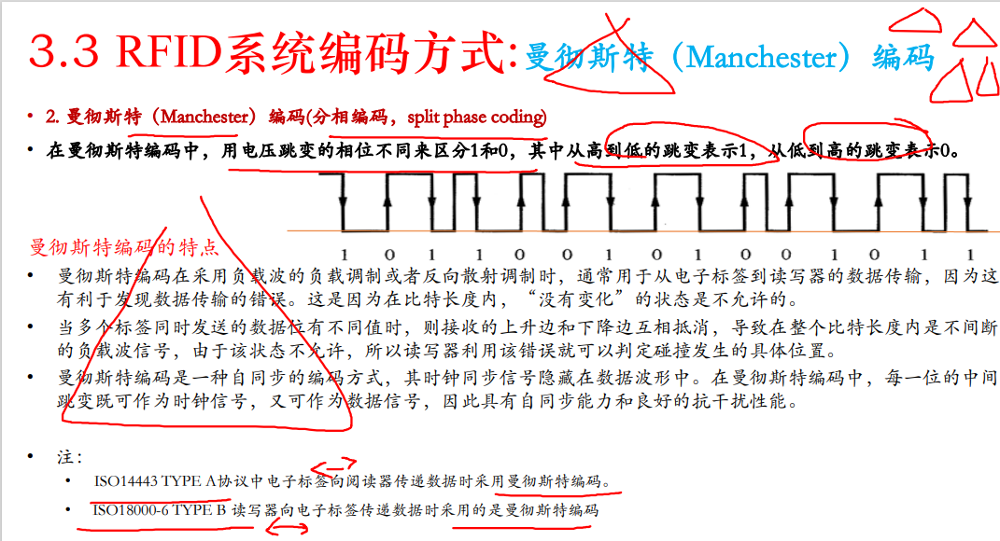 3.3 RFID系统编码方式:曼彻斯特（Manchester）编码
• 2. 曼彻斯特（Manchester）编码(分相编码，split phase coding)
• 在曼彻斯特编码中，用电压跳变的相位不同来区分1和0，其中从高到低的跳变表示1，从低到高的跳变表示0。
1 0 1 1 0 0 1 0 1 0 0 1 0 1 1
曼彻斯特编码的特点
• 曼彻斯特编码在采用负载波的负载调制或者反向散射调制时，通常用于从电子标签到读写器的数据传输，因为这
有利于发现数据传输的错误。这是因为在比特长度内，“没有变化”的状态是不允许的。
• 当多个标签同时发送的数据位有不同值时，则接收的上升边和下降边互相抵消，导致在整个比特长度内是不间断
的负载波信号，由于该状态不允许，所以读写器利用该错误就可以判定碰撞发生的具体位置。
• 曼彻斯特编码是一种自同步的编码方式，其时钟同步信号隐藏在数据波形中。在曼彻斯特编码中，每一位的中间
跳变既可作为时钟信号，又可作为数据信号，因此具有自同步能力和良好的抗干扰性能。
• 注：
• ISO14443 TYPE A协议中电子标签向阅读器传递数据时采用曼彻斯特编码。
• ISO18000-6 TYPE B 读写器向电子标签传递数据时采用的是曼彻斯特编码